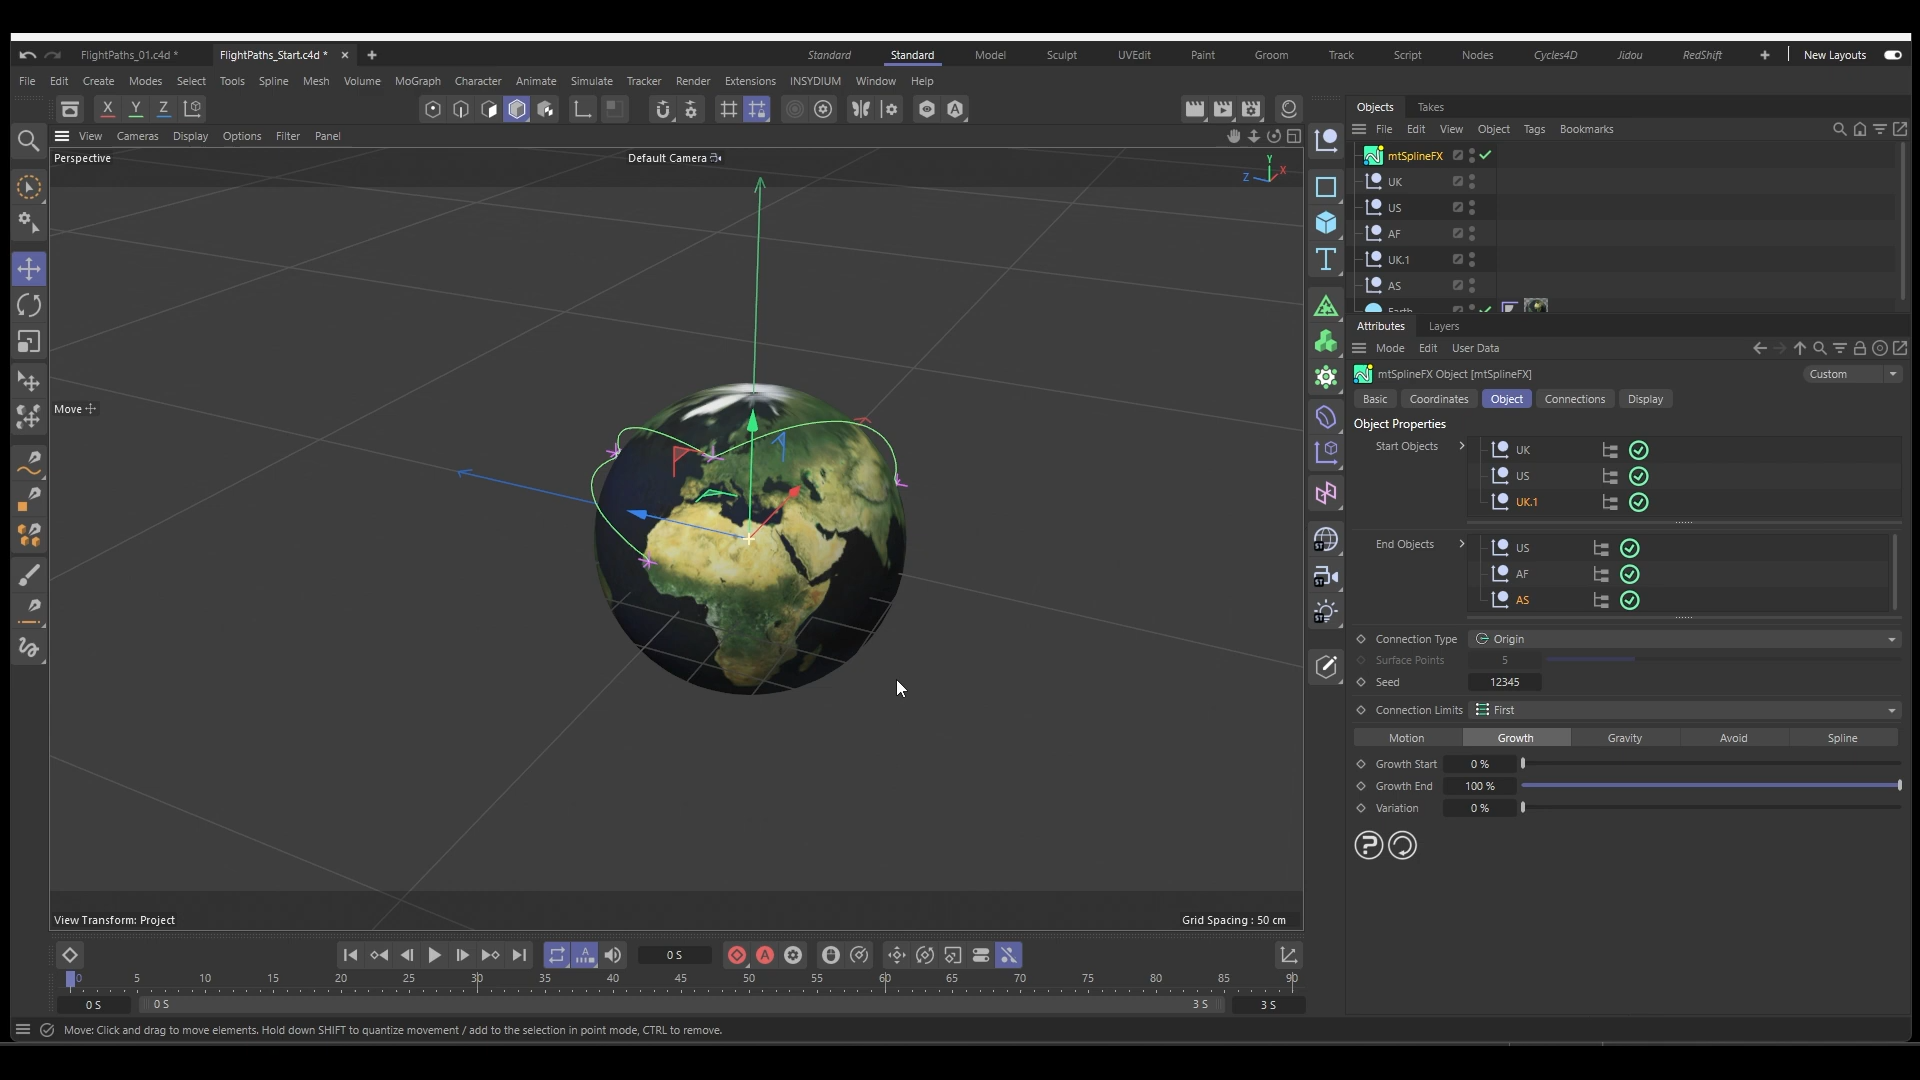 FlightPaths_01.c4d *
FlightPaths_Start.c4d *
Standard Standard Model Sculpt UVEdit Paint Groom Track Script Nodes Cycles4D Jidou RedShift New Layouts
File Edit Create Modes Select Tools Spline Mesh Volume MoGraph Character Animate Simulate Tracker Render Extensions INSYDIUM Window Help
X Y Z
View Cameras Display Options Filter Panel
Perspective
Default Camera
Y X Z
Move
View Transform: Project
Grid Spacing : 50 cm
Objects Takes
File Edit View Object Tags Bookmarks
mtSplineFX
UK
US
AF
UK.1
AS
Earth
Attributes Layers
Mode Edit User Data
mtSplineFX Object [mtSplineFX]
Custom
Basic Coordinates Object Connections Display
Object Properties
Start Objects
UK
US
UK.1
End Objects
US
AF
AS
Connection Type Origin
Surface Points 5
Seed 12345
Connection Limits First
Motion Growth Gravity Avoid Spline
Growth Start 0 %
Growth End 100 %
Variation 0 %
0 S
0 5 10 15 20 25 30 35 40 45 50 55 60 65 70 75 80 85 90
0 S 0 S 3 S 3 S
Move: Click and drag to move elements. Hold down SHIFT to quantize movement / add to the selection in point mode, CTRL to remove.